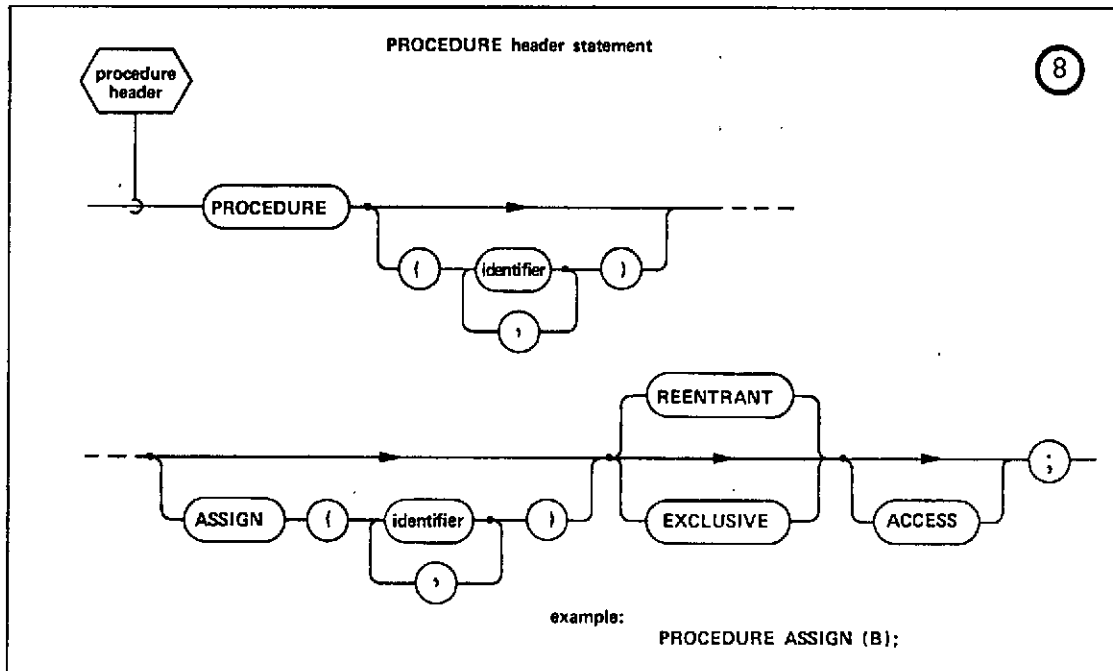 PROCEDURE header statement
8
procedure
header
PROCEDURE
( identifier )
,
REENTRANT
ASSIGN ( identifier ) EXCLUSIVE ACCESS ;
,
example:
PROCEDURE ASSIGN (B);